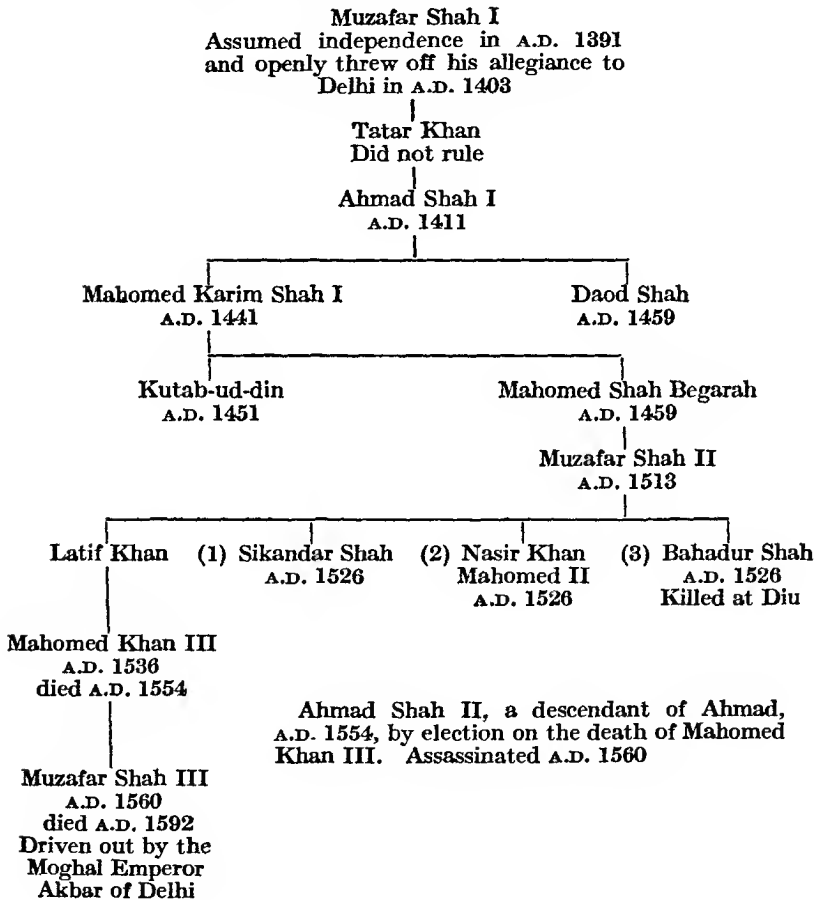 Muzafar Shah I
Assumed independence in A.D. 1391
and openly threw off his allegiance to
Delhi in A.D. 1403
Tatar Khan
Did not rule
Ahmad Shah I
A.D. 1411
Mahomed Karim Shah I
A.D. 1441
Daod Shah
A.D. 1459
Kutab-ud-din
A.D. 1451
Mahomed Shah Begarah
A.D. 1459
Muzafar Shah II
A.D. 1513
Latif Khan
(1) Sikandar Shah
A.D. 1526
(2) Nasir Khan
Mahomed II
A.D. 1526
(3) Bahadur Shah
A.D. 1526
Killed at Diu
Mahomed Khan III
A.D. 1536
died A.D. 1554
Ahmad Shah II, a descendant of Ahmad,
A.D. 1554, by election on the death of Mahomed
Khan III. Assassinated A.D. 1560
Muzafar Shah III
A.D. 1560
died A.D. 1592
Driven out by the
Moghal Emperor
Akbar of Delhi